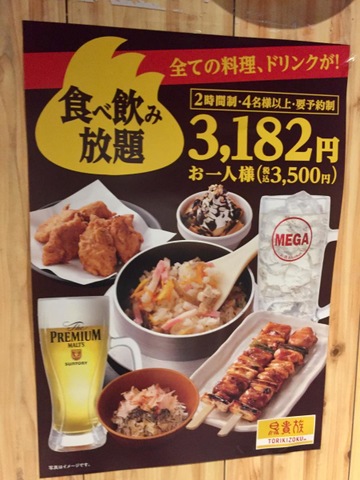 全ての料理、ドリンクが!
食べ飲み
放題
2時間制・4名様以上・要予約制
3,182円
お一人様(税込3,500円)
MEGA
The
PREMIUM
MALT'S
SUNTORY
鳥貴族
TORIKIZOKU
写真はイメージです。